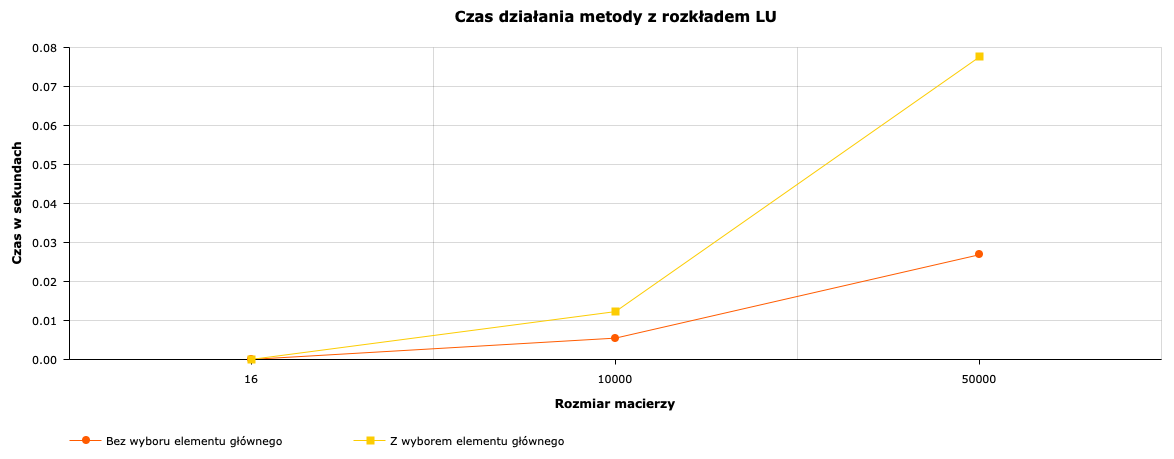 Czas działania metody z rozkładem LU
0.08
0.07
0.06
0.05
0.04
0.03
0.02
0.01
0.00
Czas w sekundach
16 10000 50000
Rozmiar macierzy
Bez wyboru elementu głównego Z wyborem elementu głównego